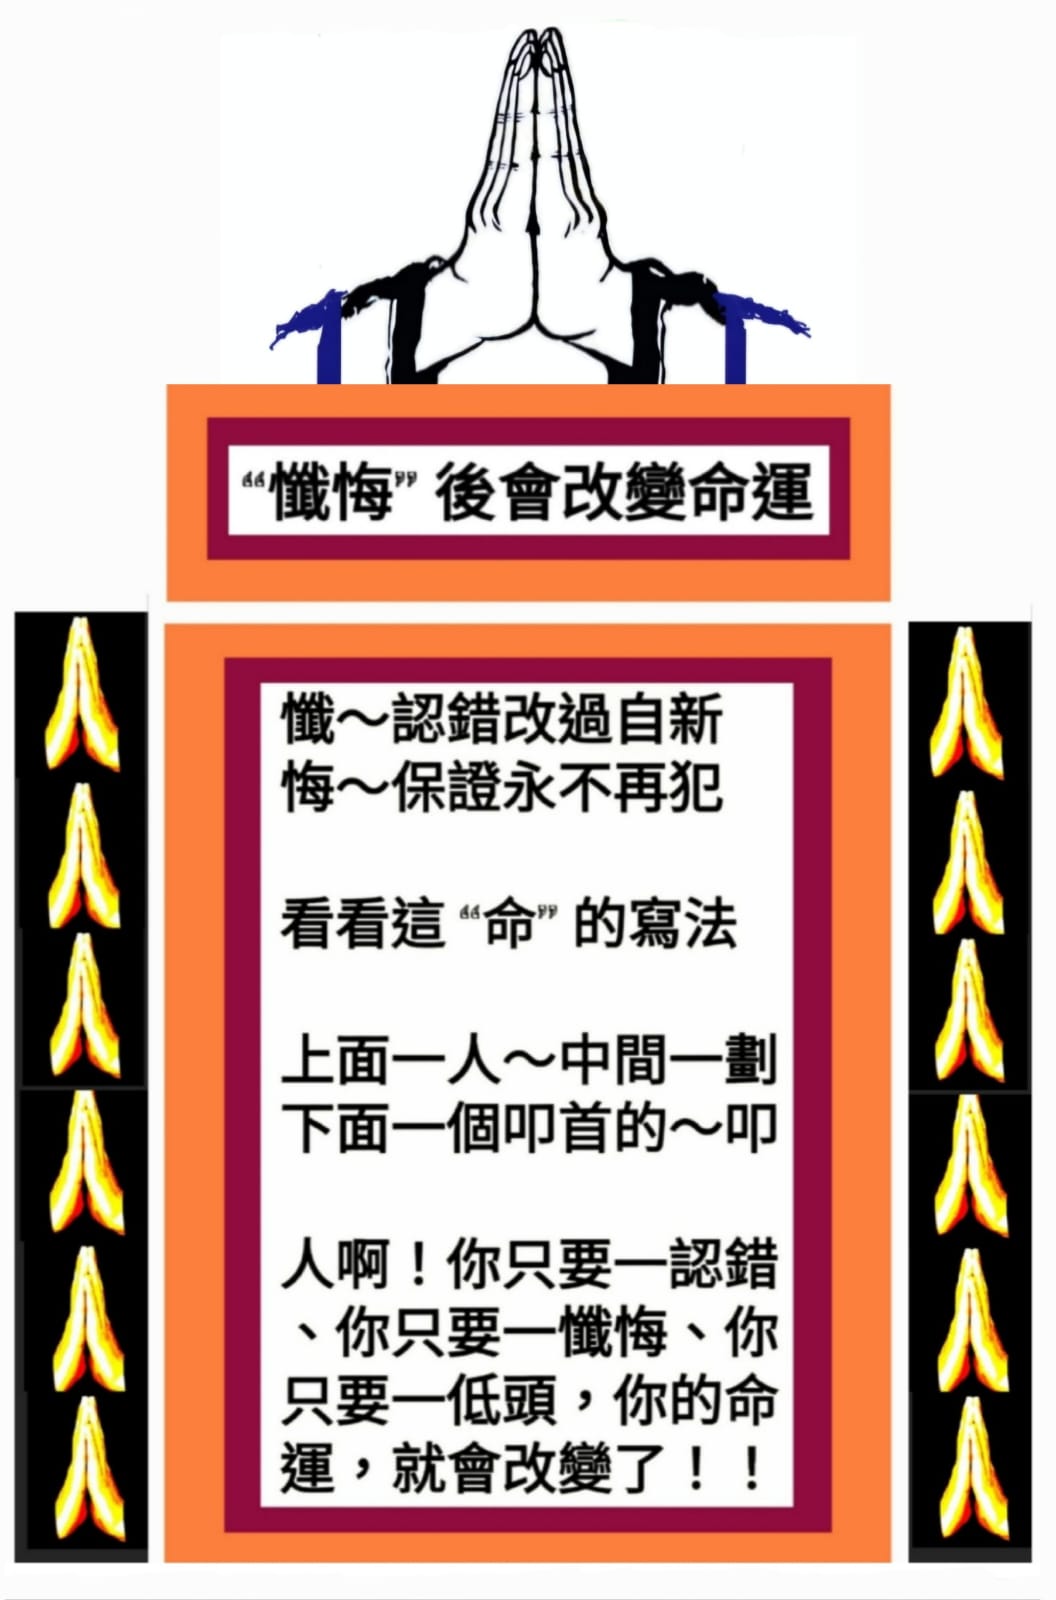 “懺悔” 後會改變命運
懺～認錯改過自新
悔～保證永不再犯
看看這 “命” 的寫法
上面一人～中間一劃
下面一個叩首的～叩
人啊！你只要一認錯
、你只要一懺悔、你
只要一低頭，你的命
運，就會改變了！！